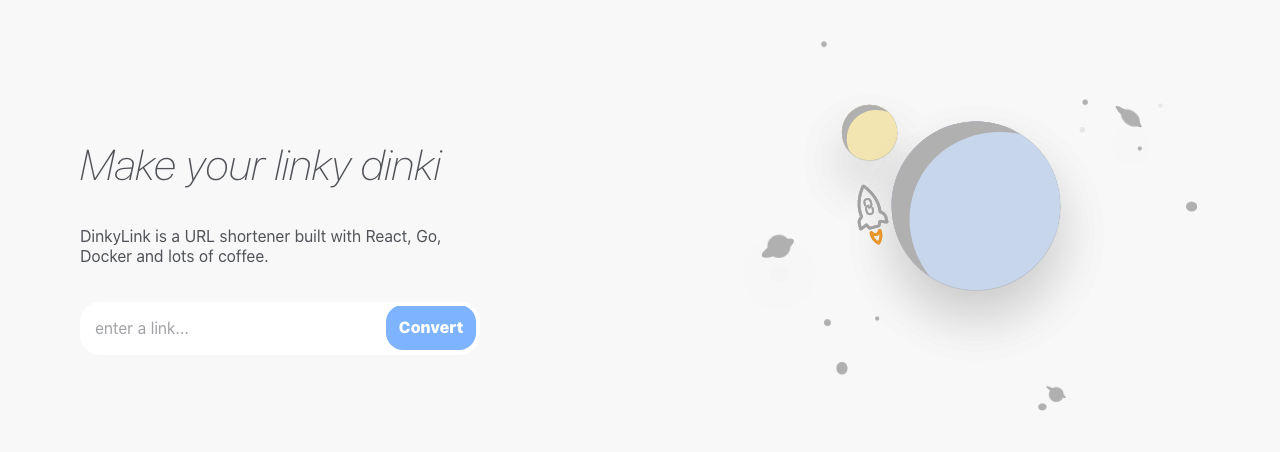 Make your linky dinki
DinkyLink is a URL shortener built with React, Go,
Docker and lots of coffee.
enter a link...
Convert